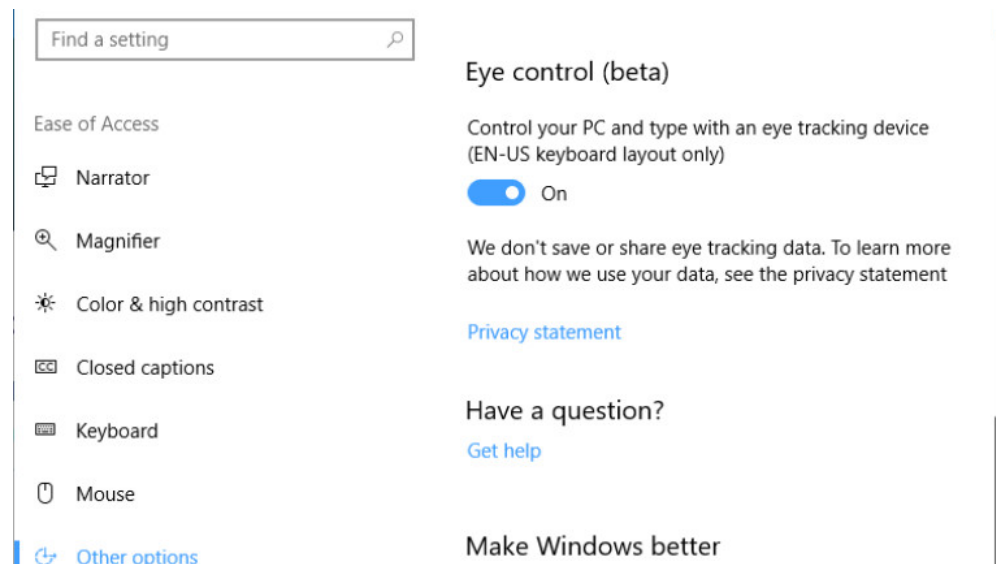 Find a setting
Ease of Access
Narrator
Magnifier
Color & high contrast
CC
Closed captions
Keyboard
Mouse
Other options
Eye control (beta)
Control your PC and type with an eye tracking device
(EN-US keyboard layout only)
On
We don't save or share eye tracking data. To learn more
about how we use your data, see the privacy statement
Privacy statement
Have a question?
Get help
Make Windows better